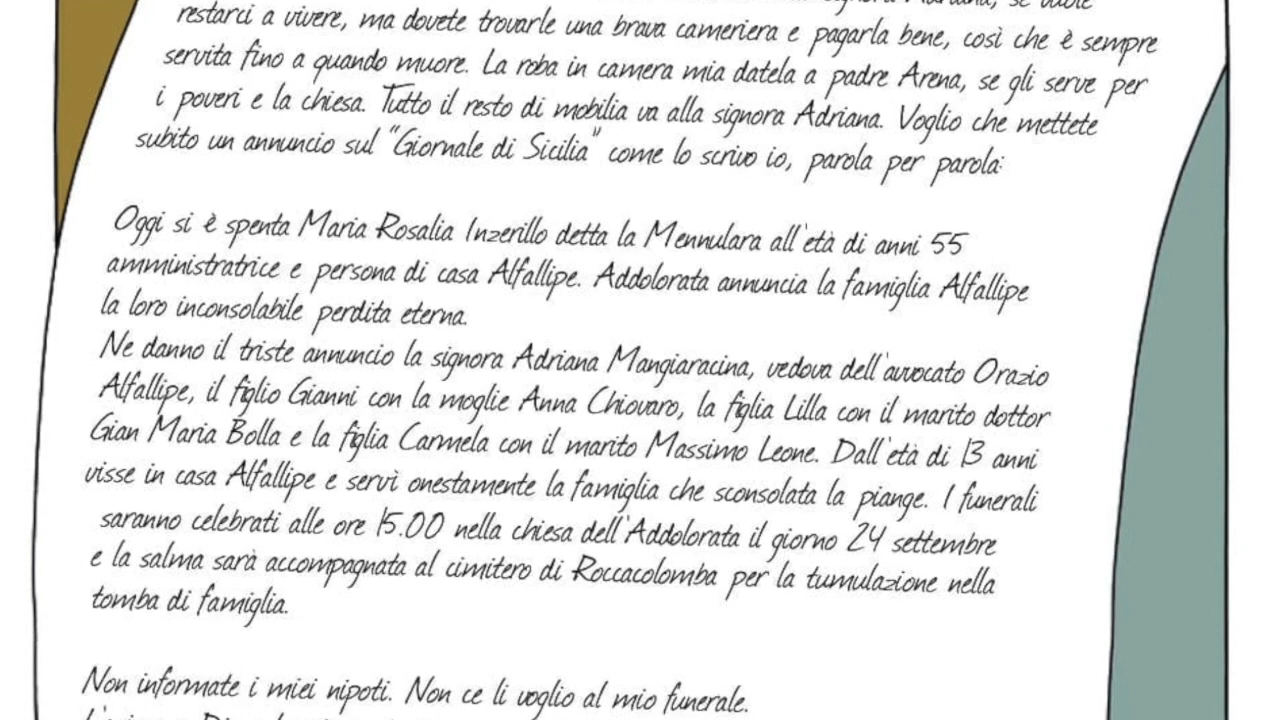 signora Adriana, se vuole
restarci a vivere, ma dovete trovarle una brava cameriera e pagarla bene, così che è sempre
servita fino a quando muore. La roba in camera mia datela a padre Arena, se gli serve per
i poveri e la chiesa. Tutto il resto di mobilia va alla signora Adriana. Voglio che mettete
subito un annuncio sul "Giornale di Sicilia" come lo scrivo io, parola per parola:
Oggi si è spenta Maria Rosalia Inzerillo detta la Mennulara all'età di anni 55
amministratrice e persona di casa Alfallipe. Addolorata annuncia la famiglia Alfallipe
la loro inconsolabile perdita eterna.
Ne danno il triste annuncio la signora Adriana Mangiaracina, vedova dell'avvocato Orazio
Alfallipe, il figlio Gianni con la moglie Anna Chiovaro, la figlia Lilla con il marito dottor
Gian Maria Bolla e la figlia Carmela con il marito Massimo Leone. Dall'età di 13 anni
visse in casa Alfallipe e servì onestamente la famiglia che sconsolata la piange. I funerali
saranno celebrati alle ore 15.00 nella chiesa dell'Addolorata il giorno 24 settembre
e la salma sarà accompagnata al cimitero di Roccacolomba per la tumulazione nella
tomba di famiglia.
Non informate i miei nipoti. Non ce li voglio al mio funerale.